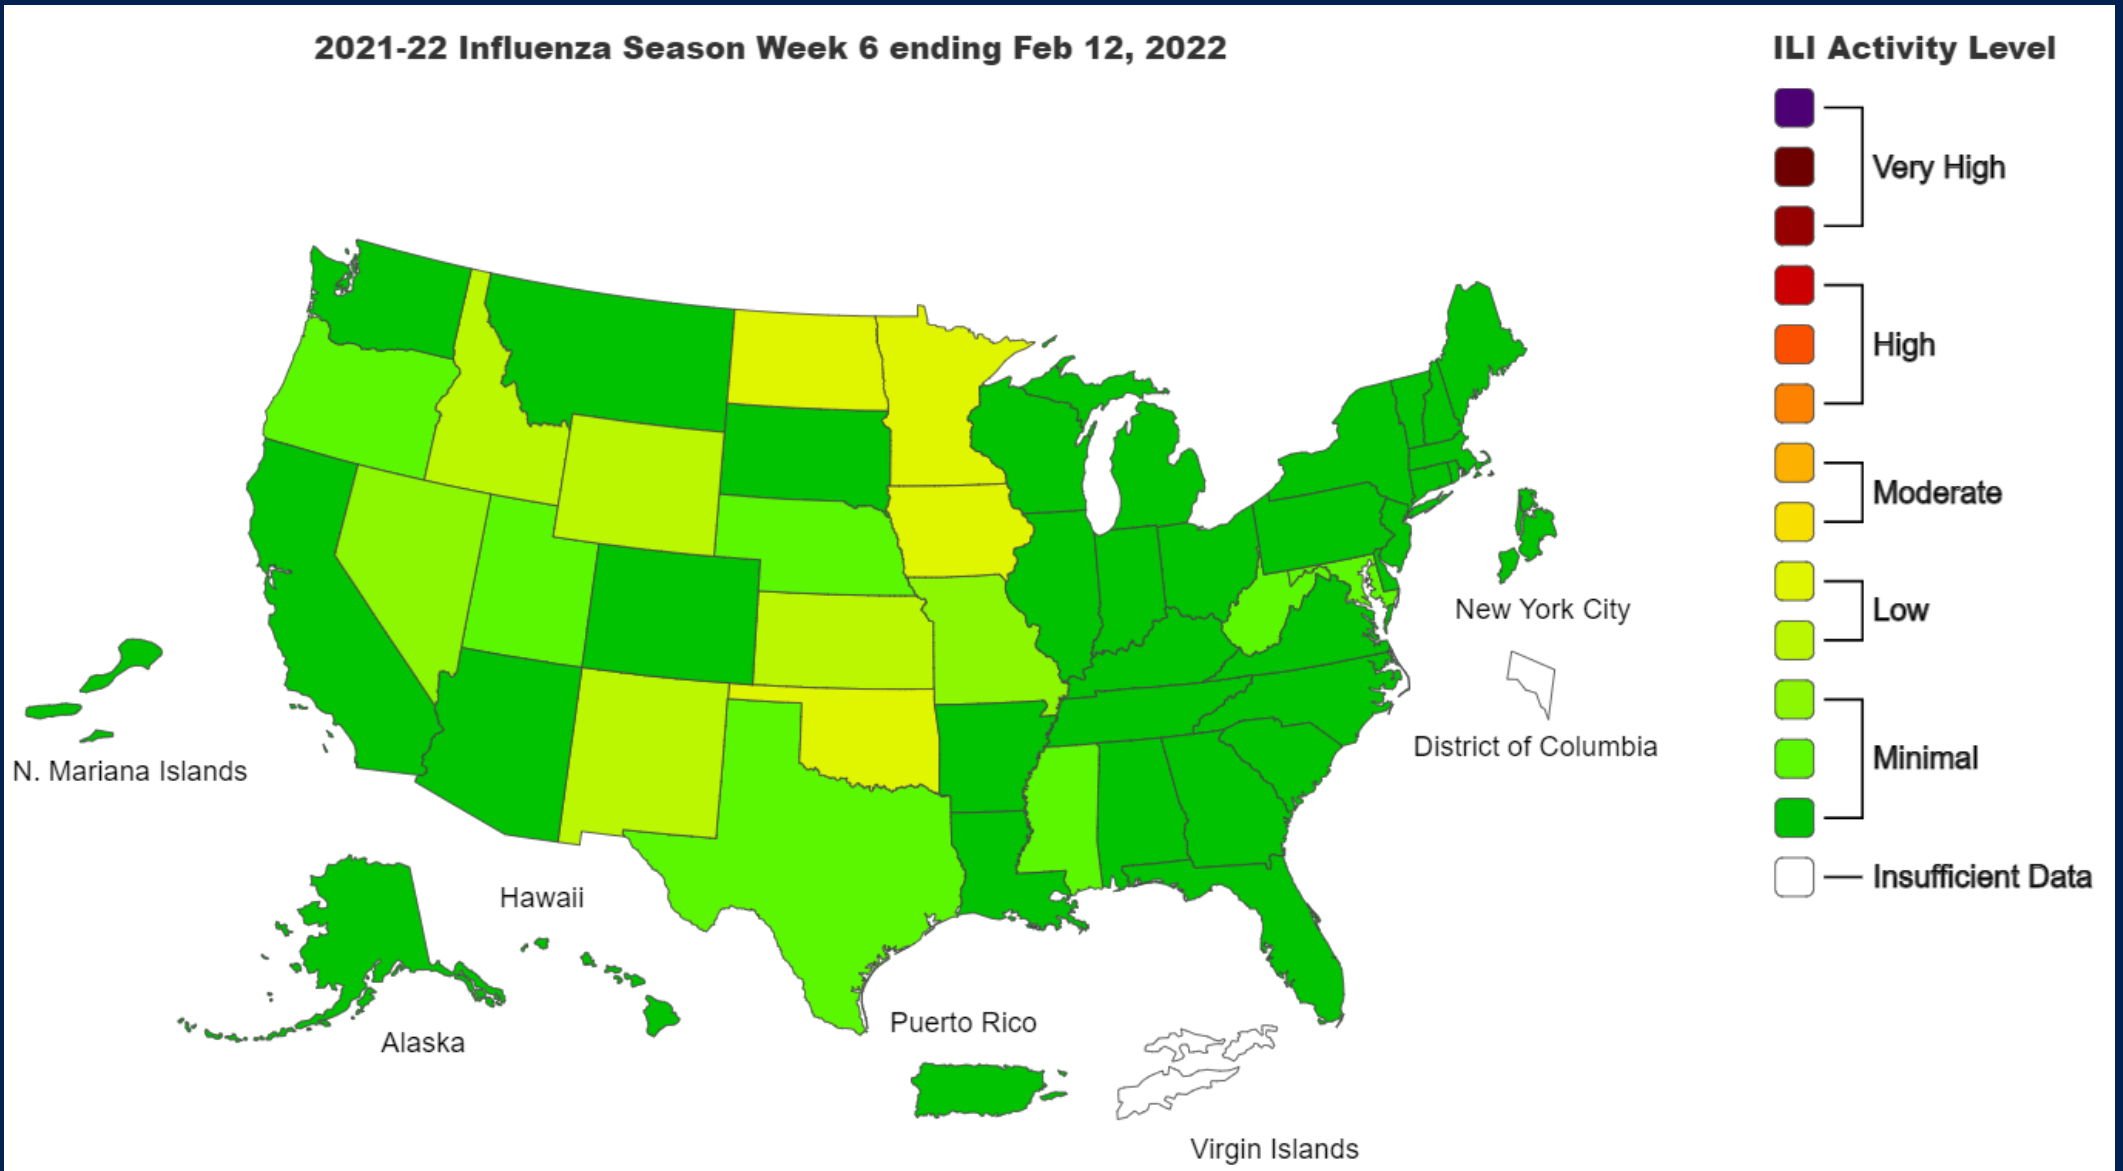 2021-22 Influenza Season Week 6 ending Feb 12, 2022
ILI Activity Level
Very High
High
Moderate
Low
Minimal
Insufficient Data
New York City
District of Columbia
N. Mariana Islands
Hawaii
Alaska
Puerto Rico
Virgin Islands